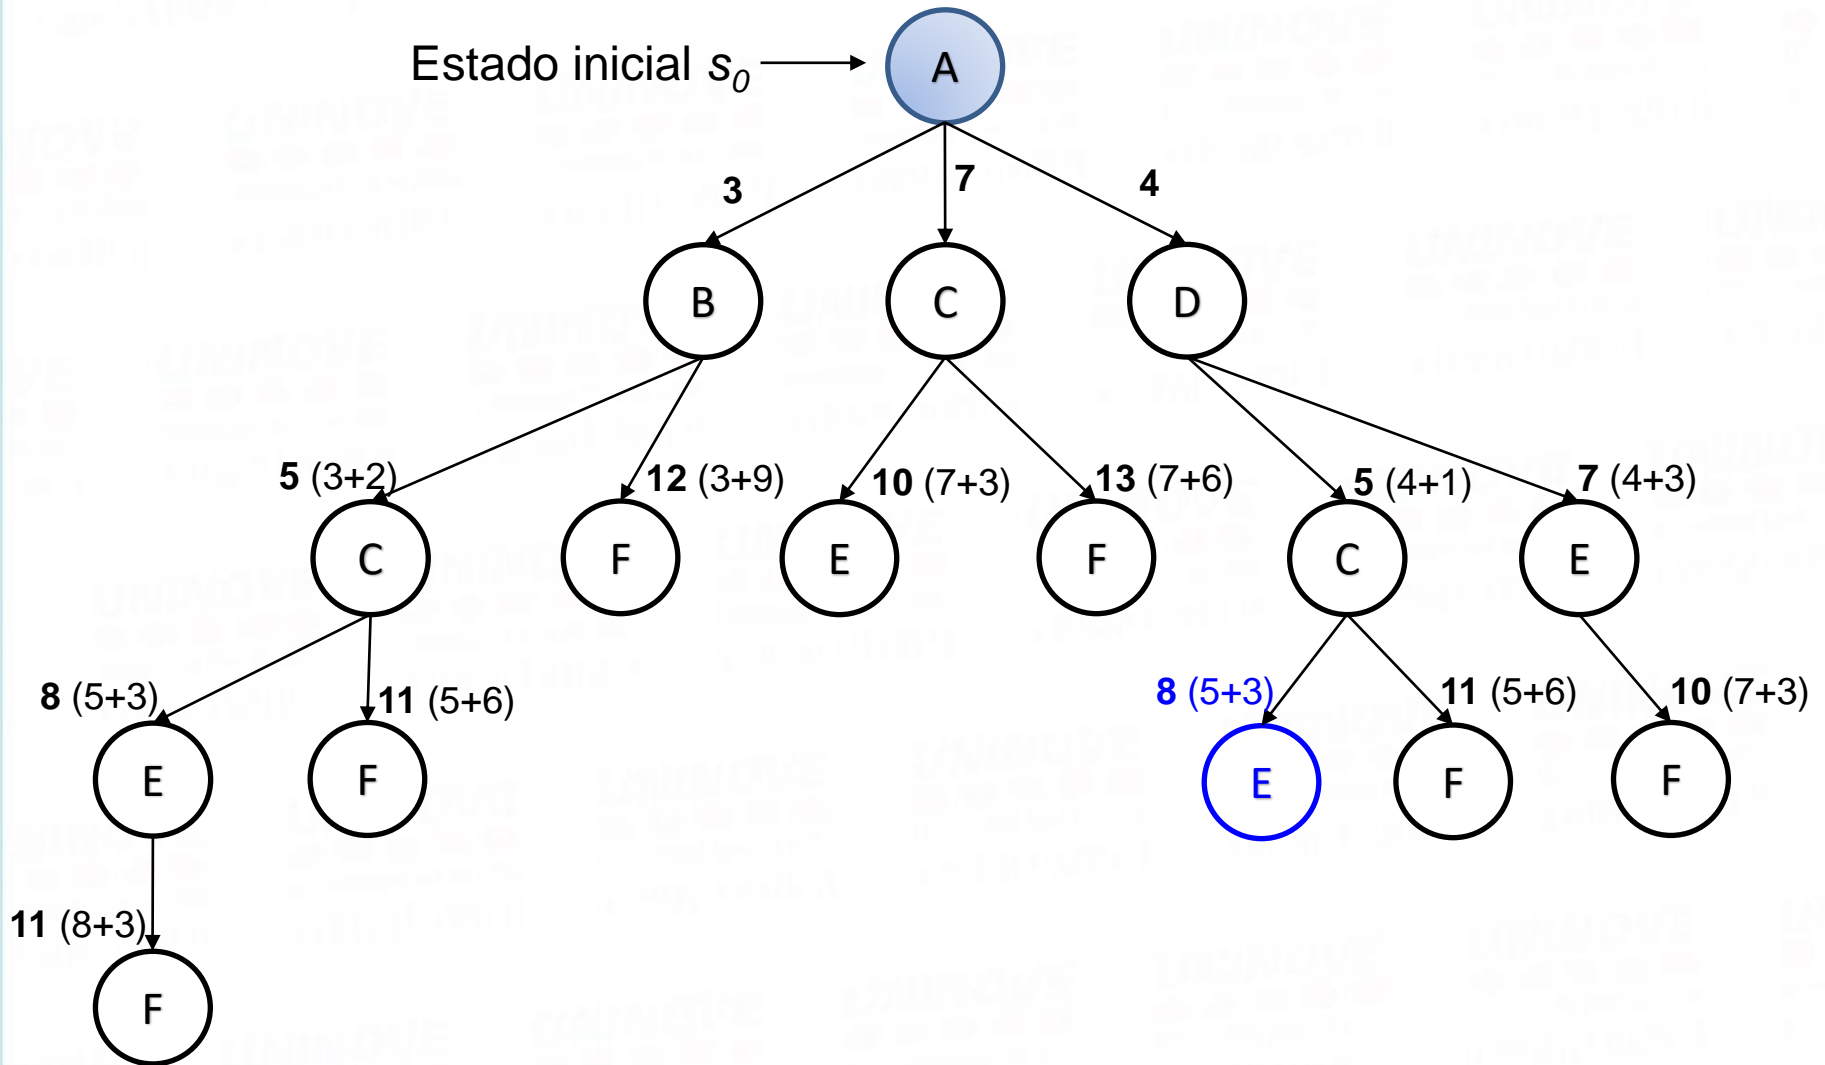 Estado inicial s0
A
3
7
4
B
C
D
5 (3+2)
12 (3+9)
10 (7+3)
13 (7+6)
5 (4+1)
7 (4+3)
C
F
E
F
C
E
8 (5+3)
11 (5+6)
8 (5+3)
11 (5+6)
10 (7+3)
E
F
E
F
F
11 (8+3)
F